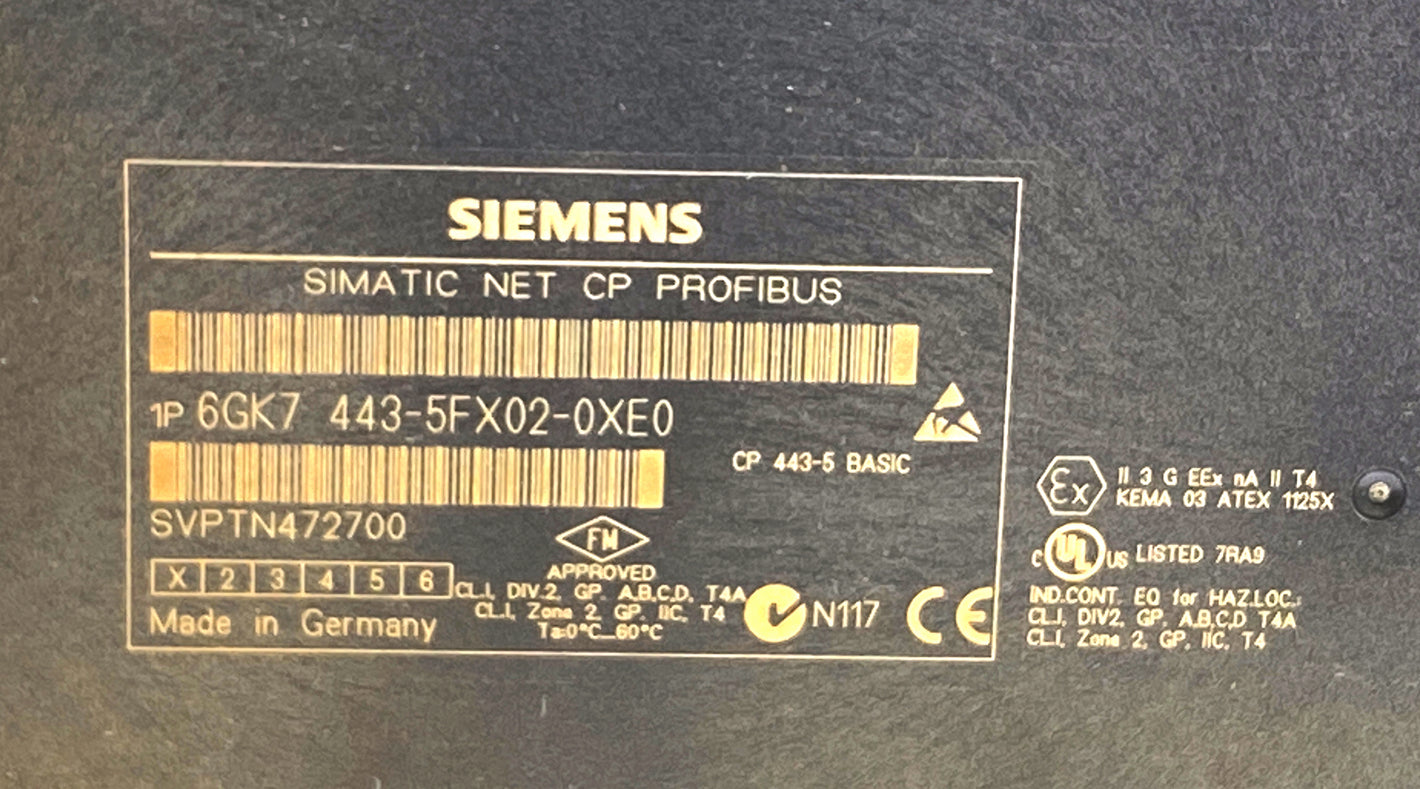 SIEMENS
SIMATIC NET CP PROFIBUS
1P 6GK7 443-5FX02-0XE0
CP 443-5 BASIC
SVPTN472700
FM
APPROVED
X 2 3 4 5 6
CL.I, DIV.2, GP. A.B.C.D, T4A
CL.I, Zone 2, GP. IIC, T4
Ta:0°C...60°C
Made in Germany
N117
CE
Ex
II 3 G EEx nA II T4
KEMA 03 ATEX 1125X
C UL US LISTED 7RA9
IND.CONT. EQ for HAZ.LOC.:
CL.I, DIV2, GP. A.B.C.D T4A
CL.I, Zone 2, GP. IIC, T4